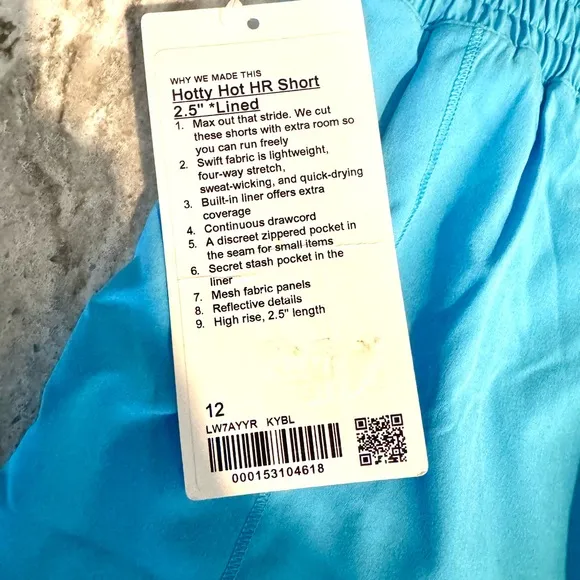 WHY WE MADE THIS
Hotty Hot HR Short
2.5" *Lined
1. Max out that stride. We cut
these shorts with extra room so
you can run freely
2. Swift fabric is lightweight,
four-way stretch,
sweat-wicking, and quick-drying
3. Built-in liner offers extra
coverage
4. Continuous drawcord
5. A discreet zippered pocket in
the seam for small items
6. Secret stash pocket in the
liner
7. Mesh fabric panels
8. Reflective details
9. High rise, 2.5" length
12
LW7AYYR KYBL
000153104618